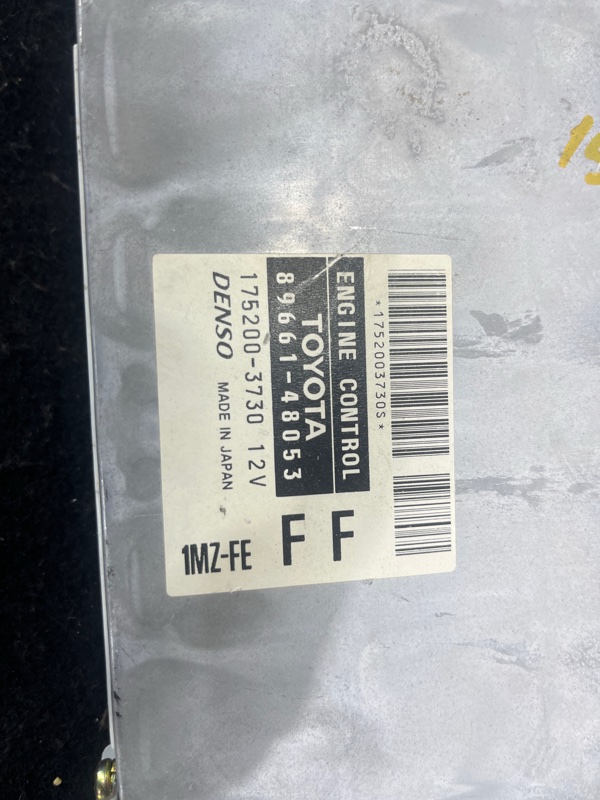 *1752003730S*
ENGINE CONTROL
TOYOTA
89661-48053
F F
175200-3730 12V
DENSO MADE IN JAPAN
1MZ-FE